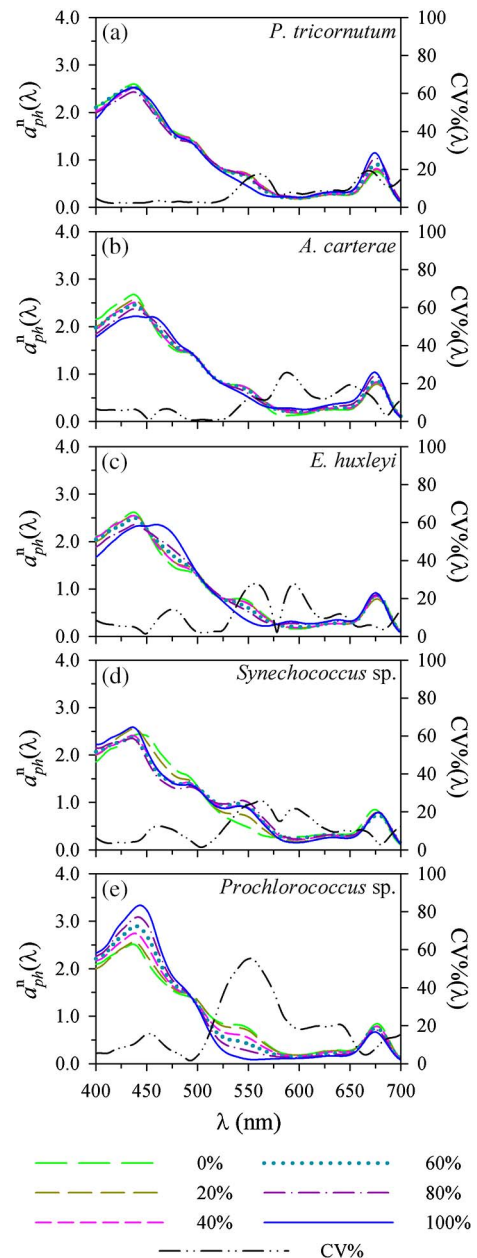 (a) P. tricornutum
4.0 3.0 2.0 1.0 0.0
aⁿph(λ)
100 80 60 40 20 0
CV%(λ)
(b) A. carterae
4.0 3.0 2.0 1.0 0.0
aⁿph(λ)
100 80 60 40 20 0
CV%(λ)
(c) E. huxleyi
4.0 3.0 2.0 1.0 0.0
aⁿph(λ)
100 80 60 40 20 0
CV%(λ)
(d) Synechococcus sp.
4.0 3.0 2.0 1.0 0.0
aⁿph(λ)
100 80 60 40 20 0
CV%(λ)
(e) Prochlorococcus sp.
4.0 3.0 2.0 1.0 0.0
aⁿph(λ)
100 80 60 40 20 0
CV%(λ)
400 450 500 550 600 650 700
λ (nm)
0% 60%
20% 80%
40% 100%
CV%